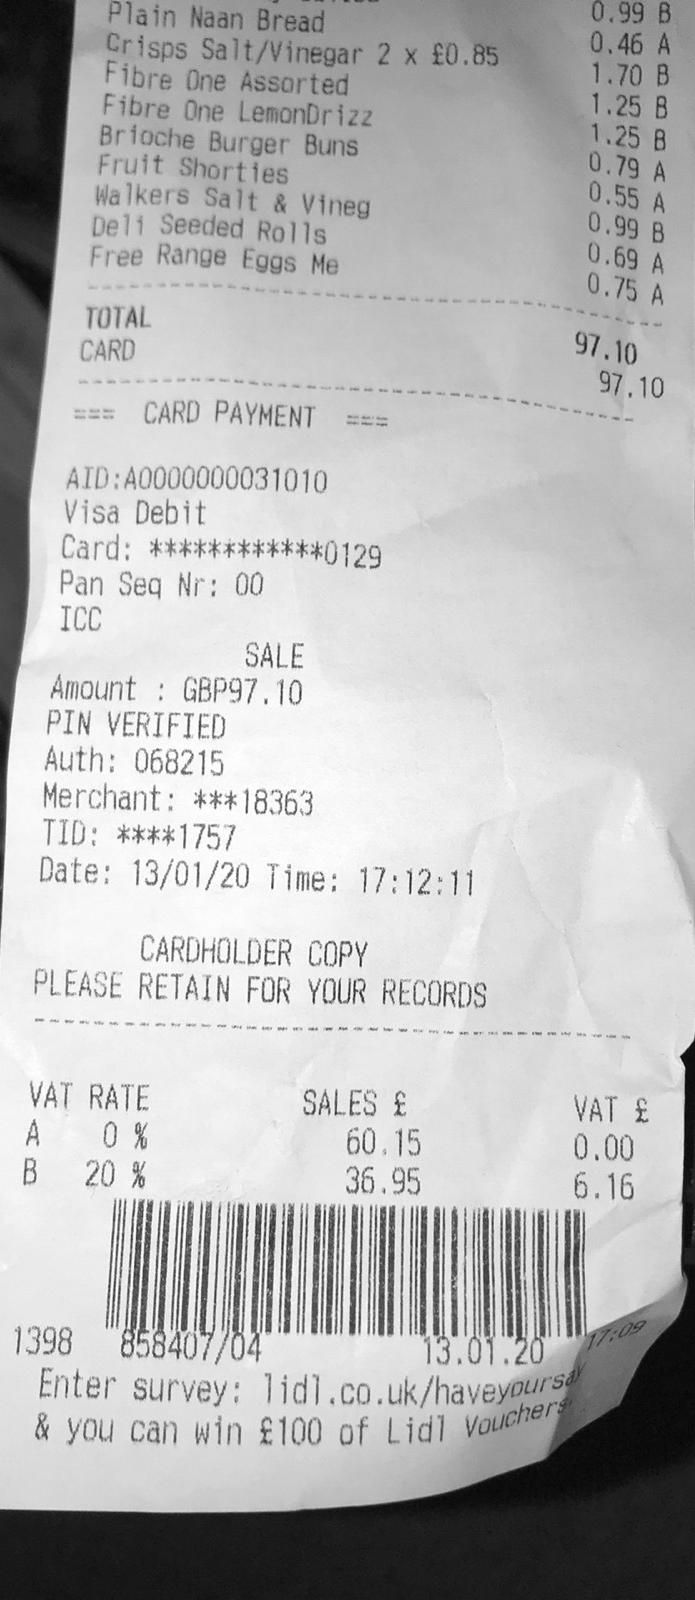 0.99 B
Plain Naan Bread 0.46 A
Crisps Salt/Vinegar 2 x £0.85 1.70 B
Fibre One Assorted 1.25 B
Fibre One LemonDrizz 1.25 B
Brioche Burger Buns 0.79 A
Fruit Shorties 0.55 A
Walkers Salt & Vineg 0.99 B
Deli Seeded Rolls 0.69 A
Free Range Eggs Me 0.75 A
TOTAL 97.10
CARD 97.10
=== CARD PAYMENT ===
AID:A0000000031010
Visa Debit
Card: ************0129
Pan Seq Nr: 00
ICC
SALE
Amount : GBP97.10
PIN VERIFIED
Auth: 068215
Merchant: ***18363
TID: ****1757
Date: 13/01/20 Time: 17:12:11
CARDHOLDER COPY
PLEASE RETAIN FOR YOUR RECORDS
VAT RATE SALES £ VAT £
A 0 % 60.15 0.00
B 20 % 36.95 6.16
1398 858407/04 13.01.20 17:09
Enter survey: lidl.co.uk/haveyoursay
& you can win £100 of Lidl Vouchers.